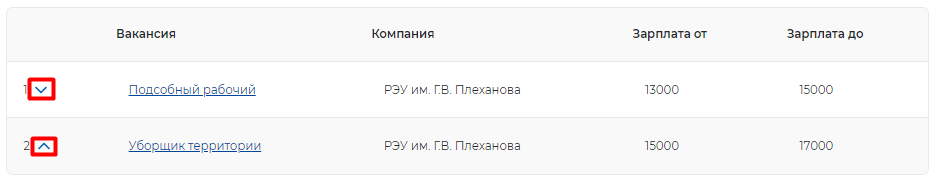 Вакансия Компания Зарплата от Зарплата до
1 Подсобный рабочий РЭУ им. Г.В. Плеханова 13000 15000
2 Уборщик территории РЭУ им. Г.В. Плеханова 15000 17000